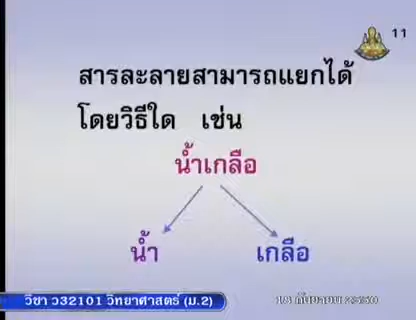 11
สารละลายสามารถแยกได้
โดยวิธีใด เช่น
น้ำเกลือ
น้ำ เกลือ
วิชา ว32101 วิทยาศาสตร์ (ม.2)